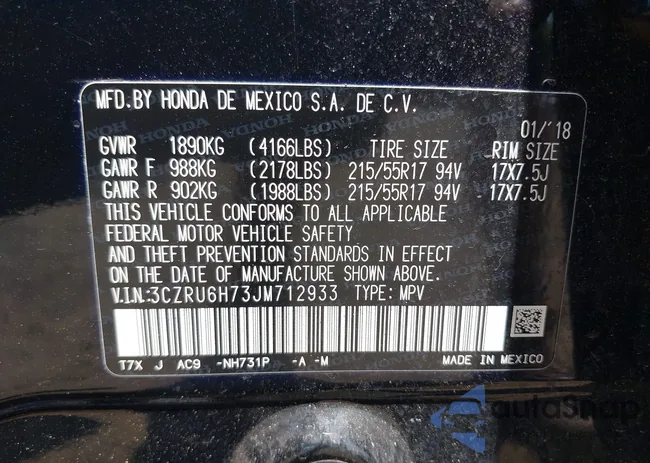 MFD.BY HONDA DE MEXICO S.A. DE C.V.
01/'18
GVWR 1890KG (4166LBS) TIRE SIZE RIM SIZE
GAWR F 988KG (2178LBS) 215/55R17 94V 17X7.5J
GAWR R 902KG (1988LBS) 215/55R17 94V 17X7.5J
THIS VEHICLE CONFORMS TO ALL APPLICABLE
FEDERAL MOTOR VEHICLE SAFETY
AND THEFT PREVENTION STANDARDS IN EFFECT
ON THE DATE OF MANUFACTURE SHOWN ABOVE.
V.I.N:3CZRU6H73JM712933 TYPE: MPV
T7X J AC9 -NH731P -A -M MADE IN MEXICO
autoSnap